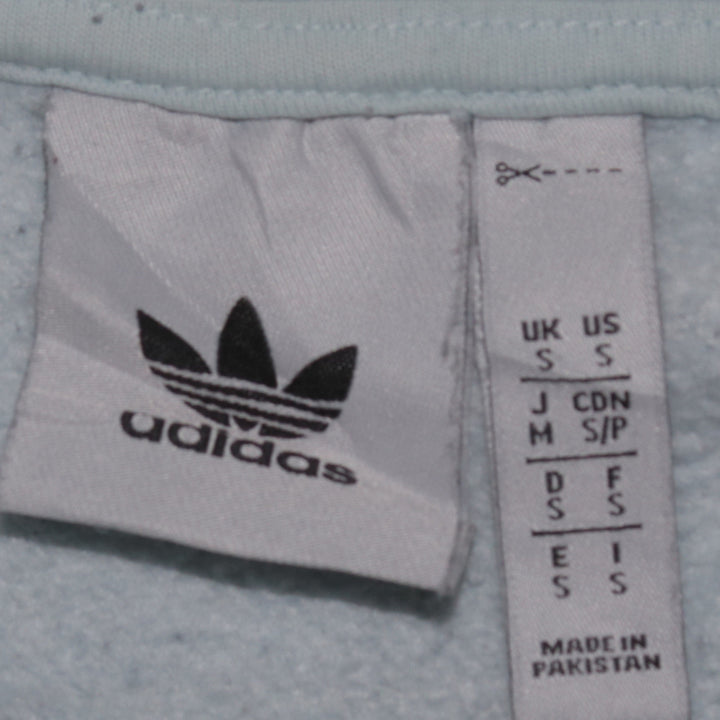 adidas
UK US
S S
J CDN
M S/P
D F
S S
E I
S S
MADE IN
PAKISTAN